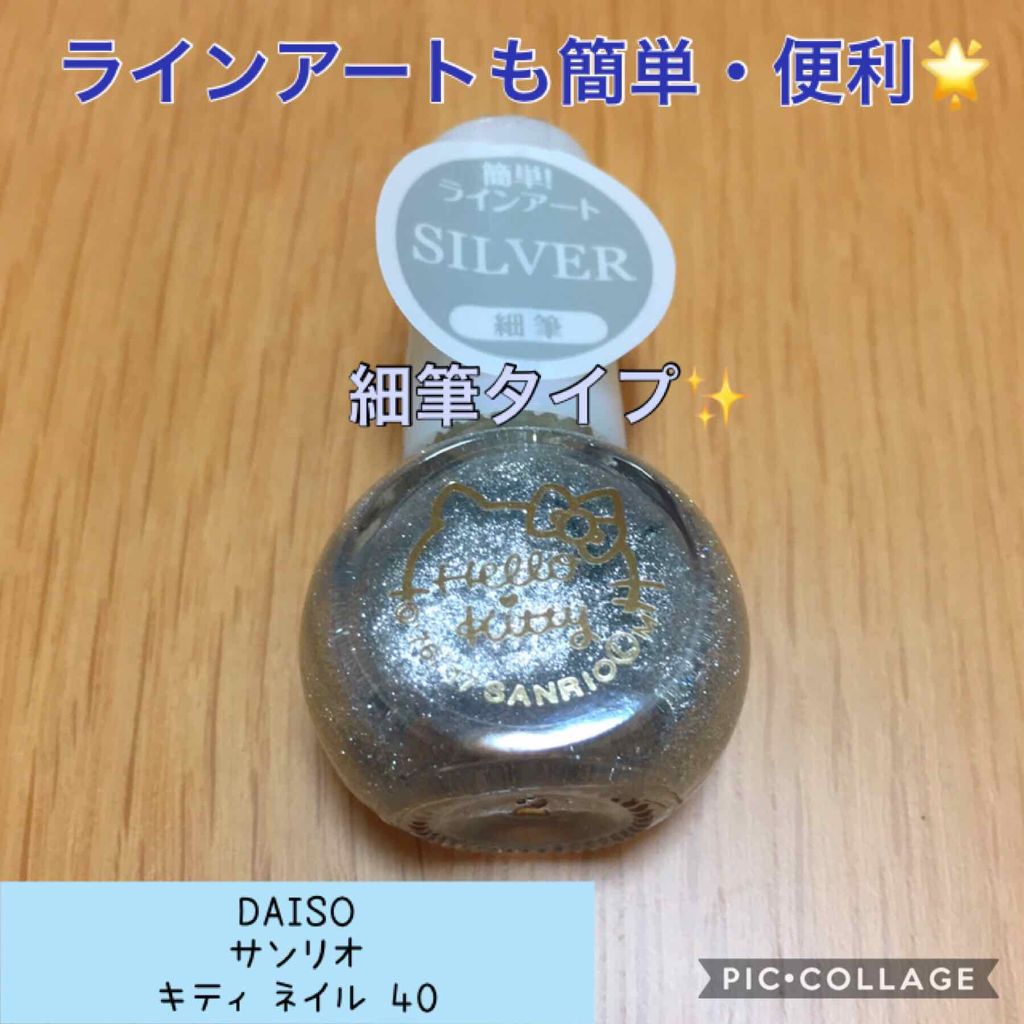 ラインアートも簡単・便利🌟
簡単!
ラインアート
SILVER
細筆
細筆タイプ✨
Hello
Kitty
SANRIO
DAISO
サンリオ
キティ ネイル 40
PIC•COLLAGE